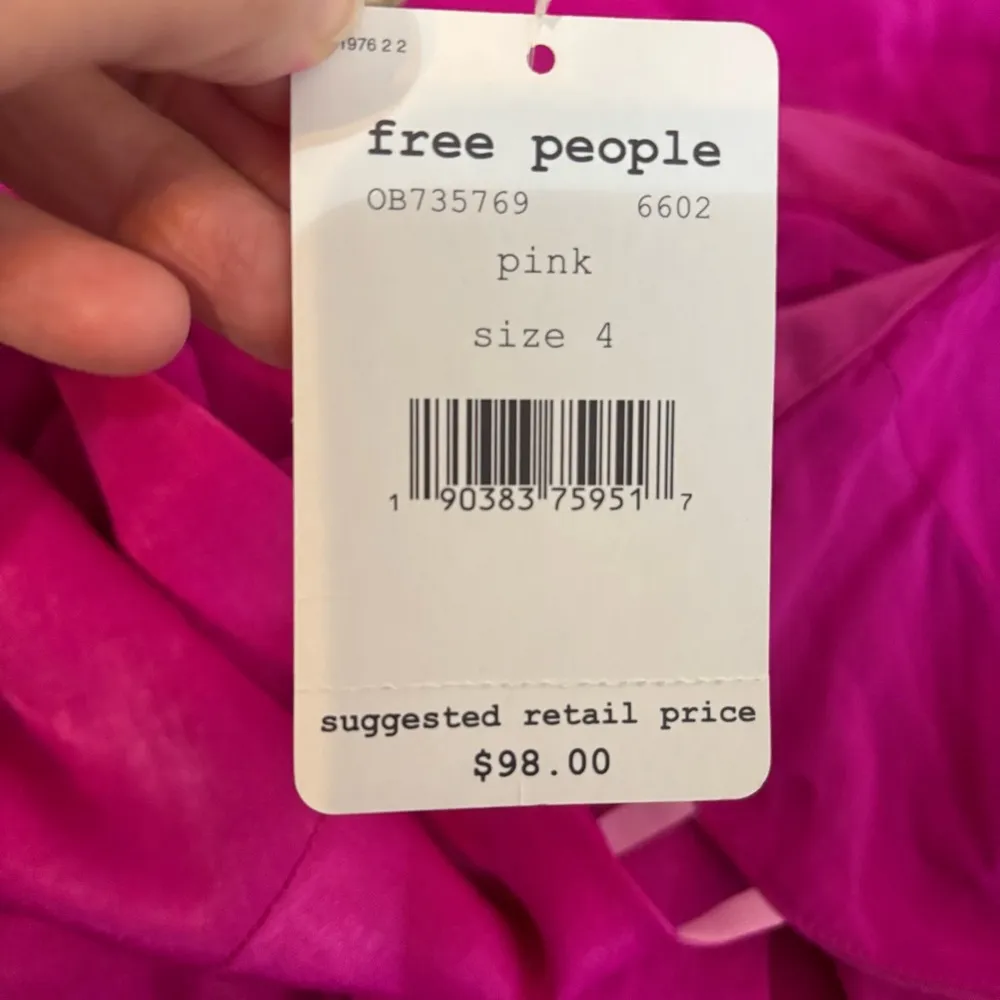 1976 2 2
free people
OB735769 6602
pink
size 4
1 90383 75951 7
suggested retail price
$98.00